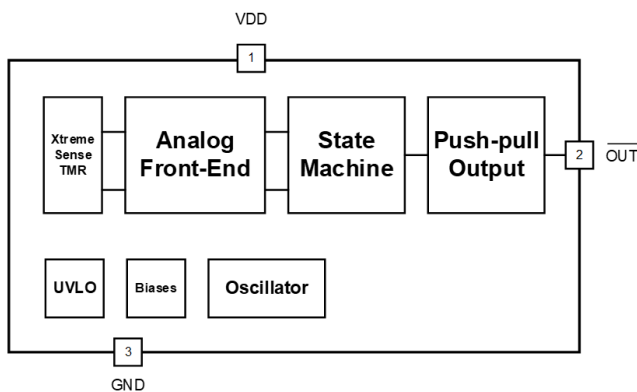 VDD
1
Xtreme
Sense
TMR
Analog
Front-End
State
Machine
Push-pull
Output
2
OUT
UVLO
Biases
Oscillator
3
GND